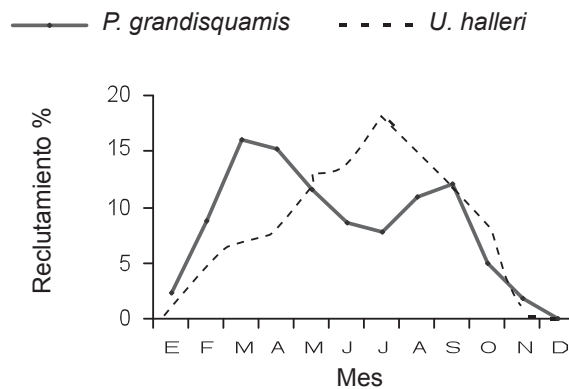 P. grandisquamis U. halleri
Reclutamiento %
20
15
10
5
0
E F M A M J J A S O N D
Mes